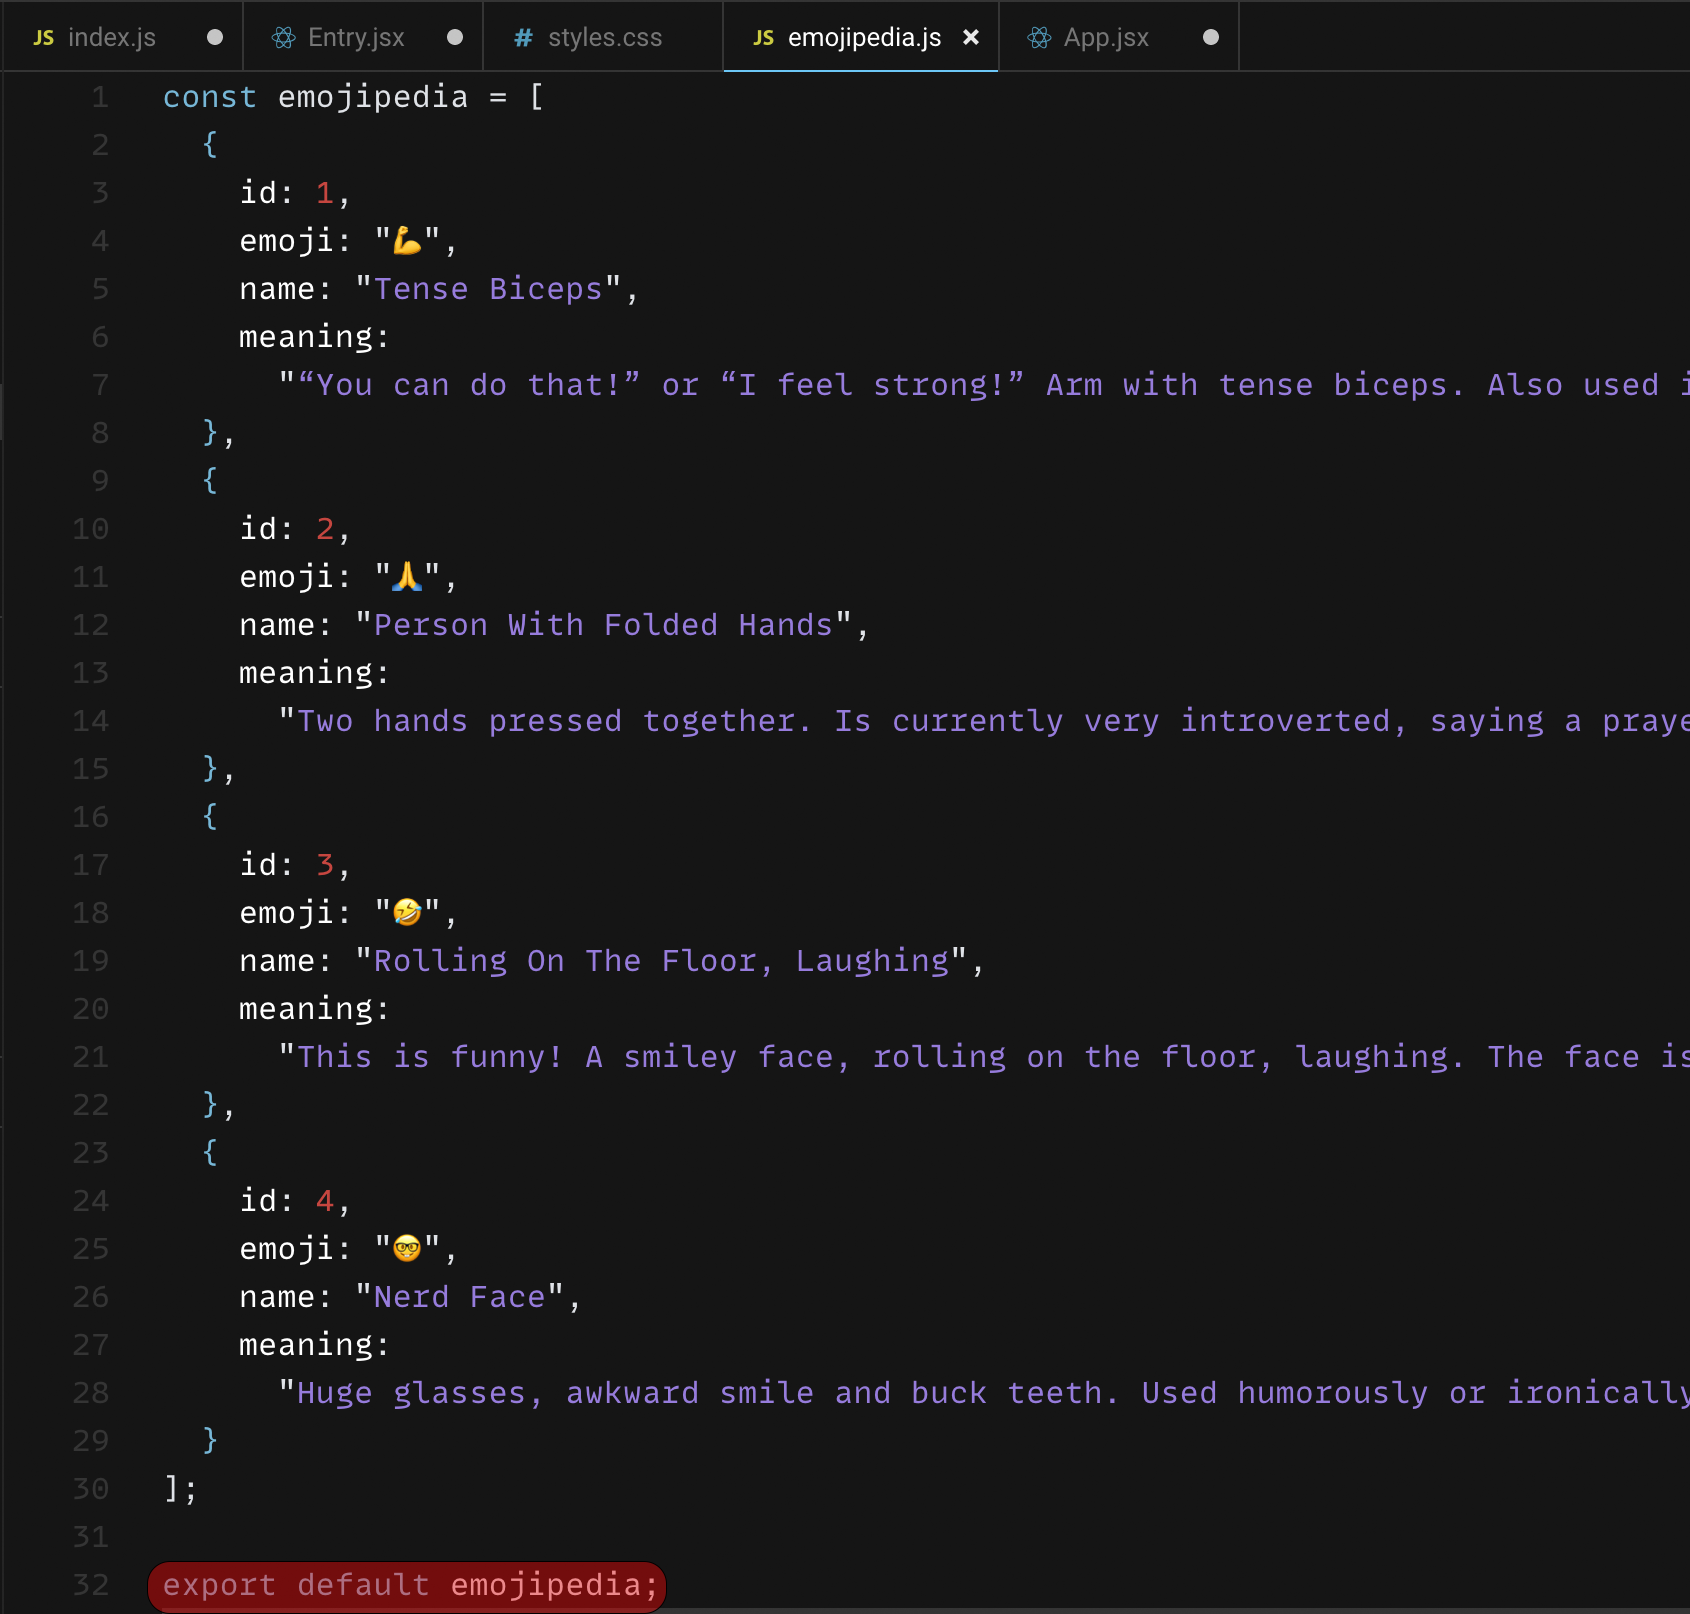 JS index.js
Entry.jsx
# styles.css
JS emojipedia.js ×
App.jsx
1 const emojipedia = [
2 {
3 id: 1,
4 emoji: "💪",
5 name: "Tense Biceps",
6 meaning:
7 "“You can do that!” or “I feel strong!” Arm with tense biceps. Also used
8 },
9 {
10 id: 2,
11 emoji: "🙏",
12 name: "Person With Folded Hands",
13 meaning:
14 "Two hands pressed together. Is currently very introverted, saying a
15 },
16 {
17 id: 3,
18 emoji: "🤣",
19 name: "Rolling On The Floor, Laughing",
20 meaning:
21 "This is funny! A smiley face, rolling on the floor, laughing. The face is
22 },
23 {
24 id: 4,
25 emoji: "🤓",
26 name: "Nerd Face",
27 meaning:
28 "Huge glasses, awkward smile and buck teeth. Used humorously or ironically
29 }
30 ];
31
32 export default emojipedia;